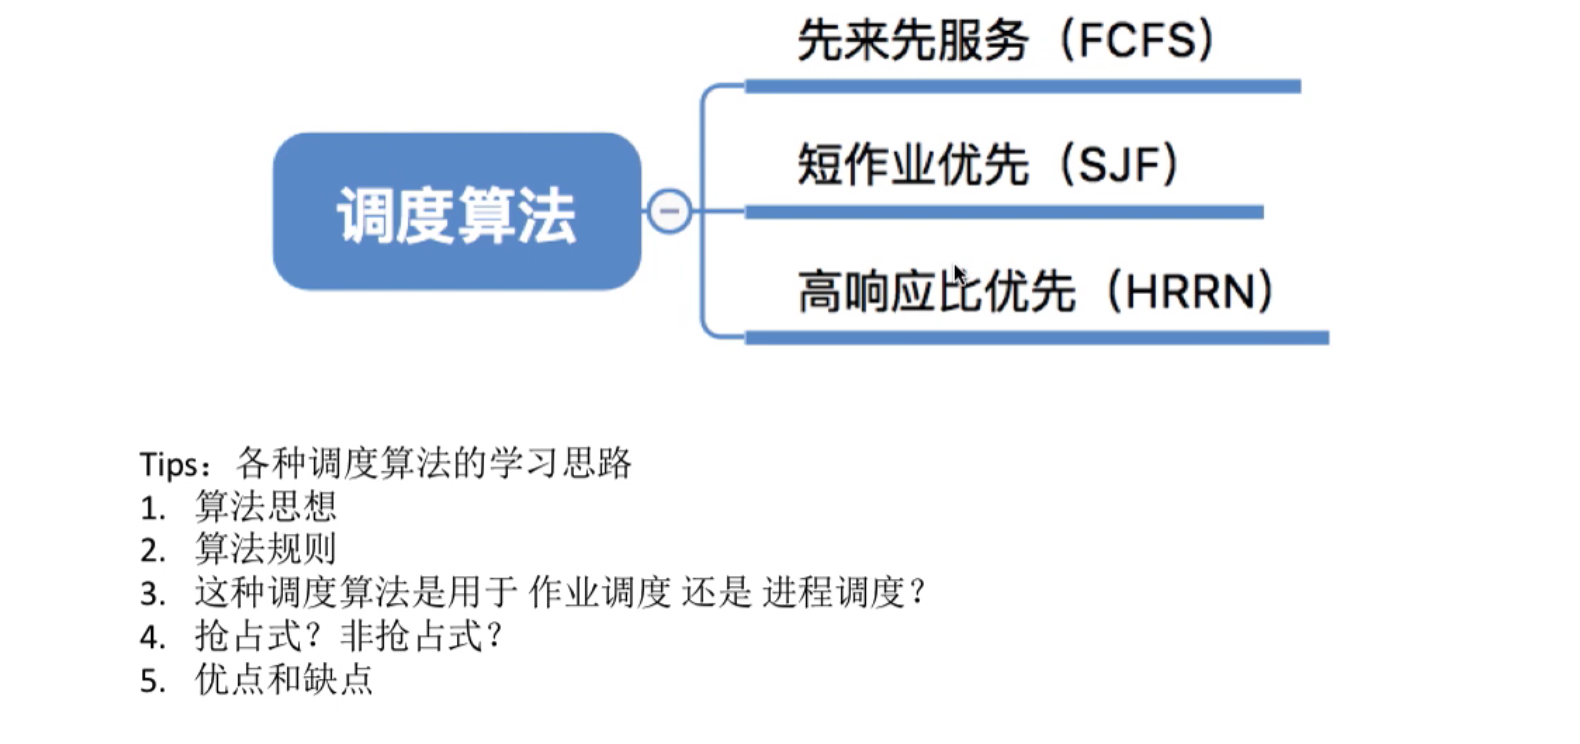 先来先服务（FCFS）
短作业优先（SJF）
调度算法
高响应比优先（HRRN）
Tips：各种调度算法的学习思路
1. 算法思想
2. 算法规则
3. 这种调度算法是用于 作业调度 还是 进程调度？
4. 抢占式？非抢占式？
5. 优点和缺点